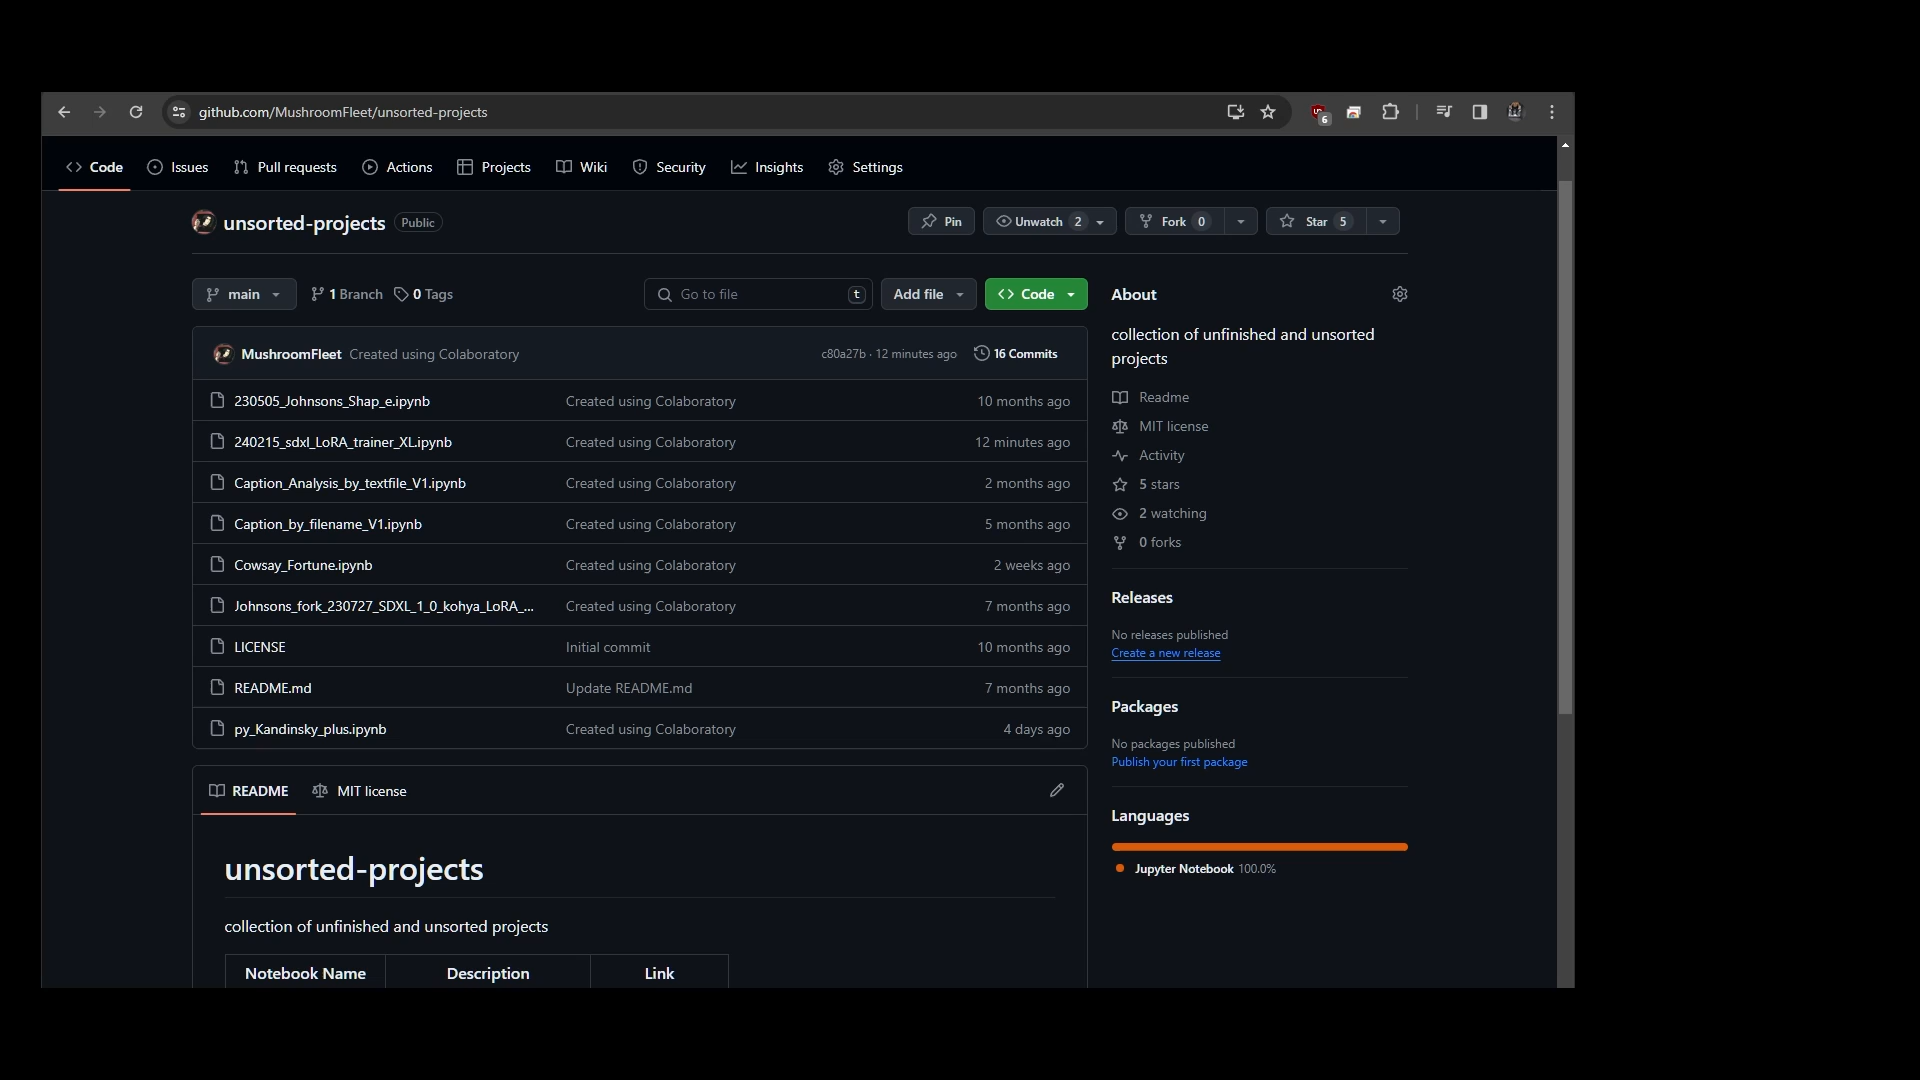 github.com/MushroomFleet/unsorted-projects
6
Code Issues Pull requests Actions Projects Wiki Security Insights Settings
unsorted-projects Public
Pin Unwatch 2 Fork 0 Star 5
main 1 Branch 0 Tags Go to file t Add file Code
MushroomFleet Created using Colaboratory c80a27b · 12 minutes ago 16 Commits
230505_Johnsons_Shap_e.ipynb Created using Colaboratory 10 months ago
240215_sdxl_LoRA_trainer_XL.ipynb Created using Colaboratory 12 minutes ago
Caption_Analysis_by_textfile_V1.ipynb Created using Colaboratory 2 months ago
Caption_by_filename_V1.ipynb Created using Colaboratory 5 months ago
Cowsay_Fortune.ipynb Created using Colaboratory 2 weeks ago
Johnsons_fork_230727_SDXL_1_0_kohya_LoRA_... Created using Colaboratory 7 months ago
LICENSE Initial commit 10 months ago
README.md Update README.md 7 months ago
py_Kandinsky_plus.ipynb Created using Colaboratory 4 days ago
README MIT license
unsorted-projects
collection of unfinished and unsorted projects
Notebook Name Description Link
About
collection of unfinished and unsorted
projects
Readme
MIT license
Activity
5 stars
2 watching
0 forks
Releases
No releases published
Create a new release
Packages
No packages published
Publish your first package
Languages
Jupyter Notebook 100.0%